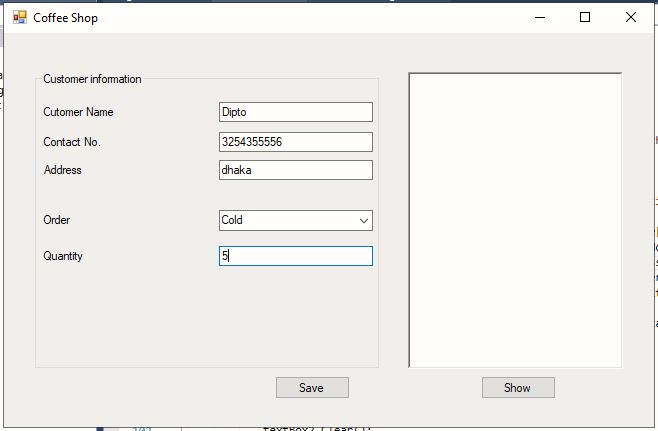 Coffee Shop
Customer information
Cutomer Name
Dipto
Contact No.
3254355556
Address
dhaka
Order
Cold
Quantity
5
Save
Show